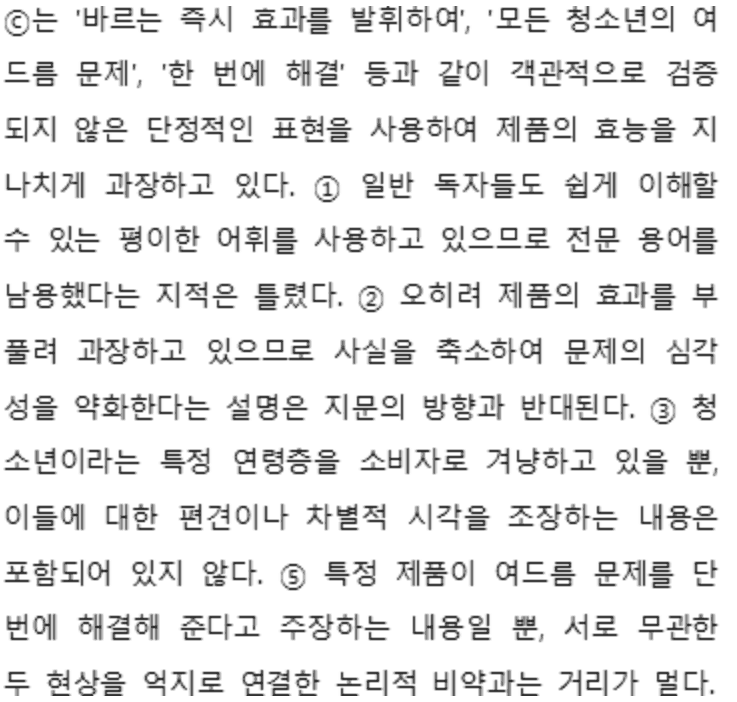 ⓒ는 '바르는 즉시 효과를 발휘하여', '모든 청소년의 여
드름 문제', '한 번에 해결' 등과 같이 객관적으로 검증
되지 않은 단정적인 표현을 사용하여 제품의 효능을 지
나치게 과장하고 있다. ① 일반 독자들도 쉽게 이해할
수 있는 평이한 어휘를 사용하고 있으므로 전문 용어를
남용했다는 지적은 틀렸다. ② 오히려 제품의 효과를 부
풀려 과장하고 있으므로 사실을 축소하여 문제의 심각
성을 약화한다는 설명은 지문의 방향과 반대된다. ③ 청
소년이라는 특정 연령층을 소비자로 겨냥하고 있을 뿐,
이들에 대한 편견이나 차별적 시각을 조장하는 내용은
포함되어 있지 않다. ⑤ 특정 제품이 여드름 문제를 단
번에 해결해 준다고 주장하는 내용일 뿐, 서로 무관한
두 현상을 억지로 연결한 논리적 비약과는 거리가 멀다.